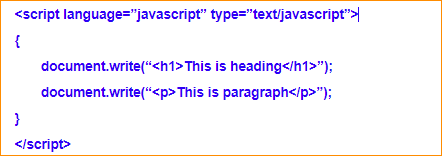 <script language=”javascript” type=”text/javascript”>
{
document.write(“<h1>This is heading</h1>”);
document.write(“<p>This is paragraph</p>”);
}
</script>